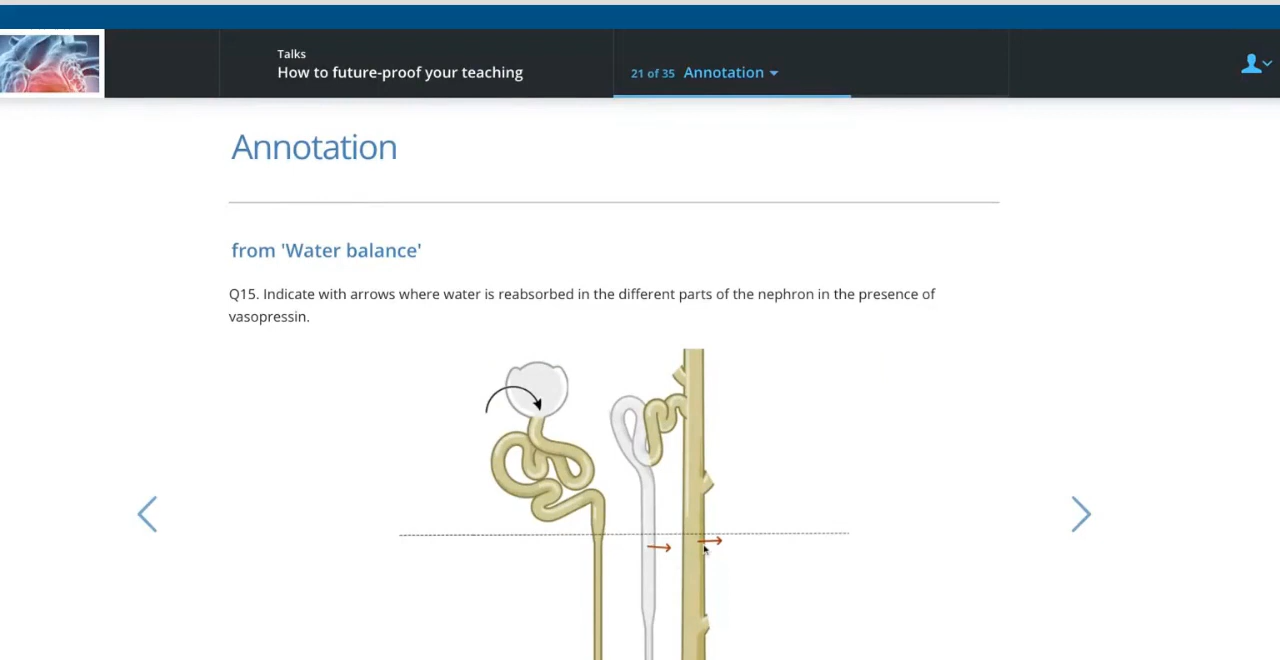 Talks
How to future-proof your teaching
21 of 35 Annotation
Annotation
from 'Water balance'
Q15. Indicate with arrows where water is reabsorbed in the different parts of the nephron in the presence of
vasopressin.